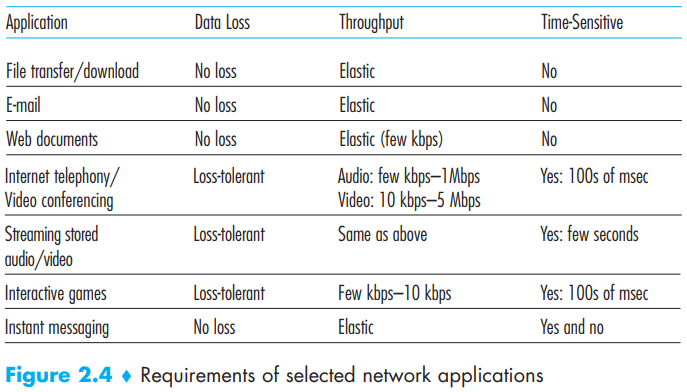 Application Data Loss Throughput Time-Sensitive
File transfer/download No loss Elastic No
E-mail No loss Elastic No
Web documents No loss Elastic (few kbps) No
Internet telephony/ Loss-tolerant Audio: few kbps–1Mbps Yes: 100s of msec
Video conferencing Video: 10 kbps–5 Mbps
Streaming stored Loss-tolerant Same as above Yes: few seconds
audio/video
Interactive games Loss-tolerant Few kbps–10 kbps Yes: 100s of msec
Instant messaging No loss Elastic Yes and no
Figure 2.4 ♦ Requirements of selected network applications